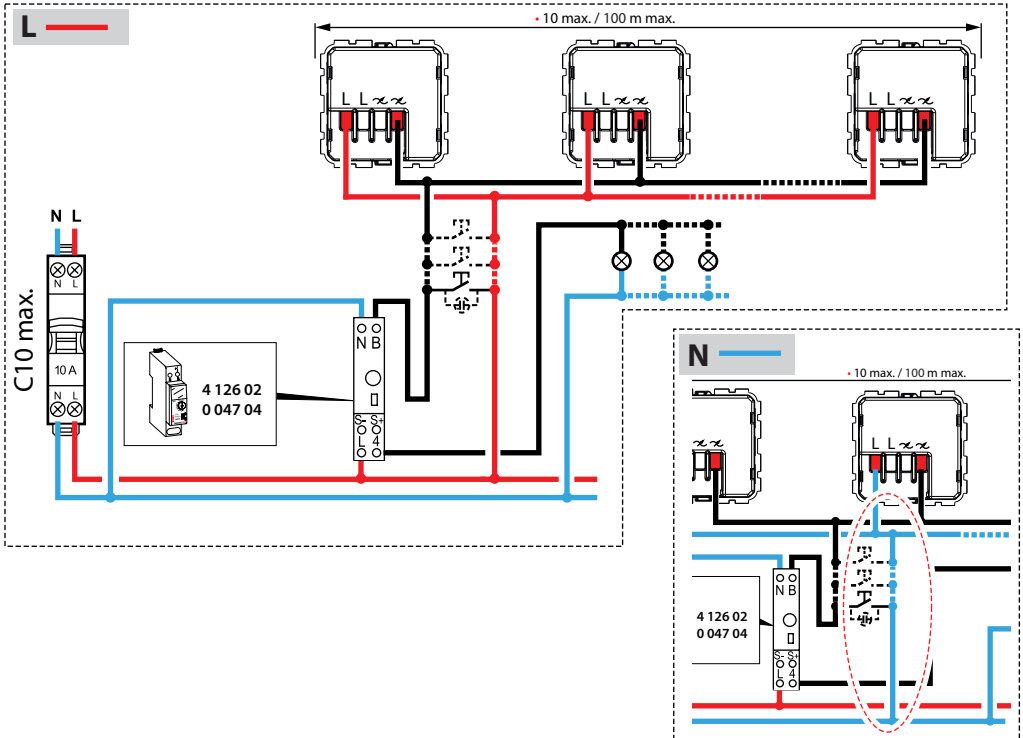 L
• 10 max. / 100 m max.
L L ≁ ≁
L L ≁ ≁
L L ≁ ≁
N L
N L
C10 max.
10 A
N L
N B
4 126 02
0 047 04
S- S+
L 4
N
• 10 max. / 100 m max.
≁ ≁
L L ≁ ≁
N B
4 126 02
0 047 04
S- S+
L 4